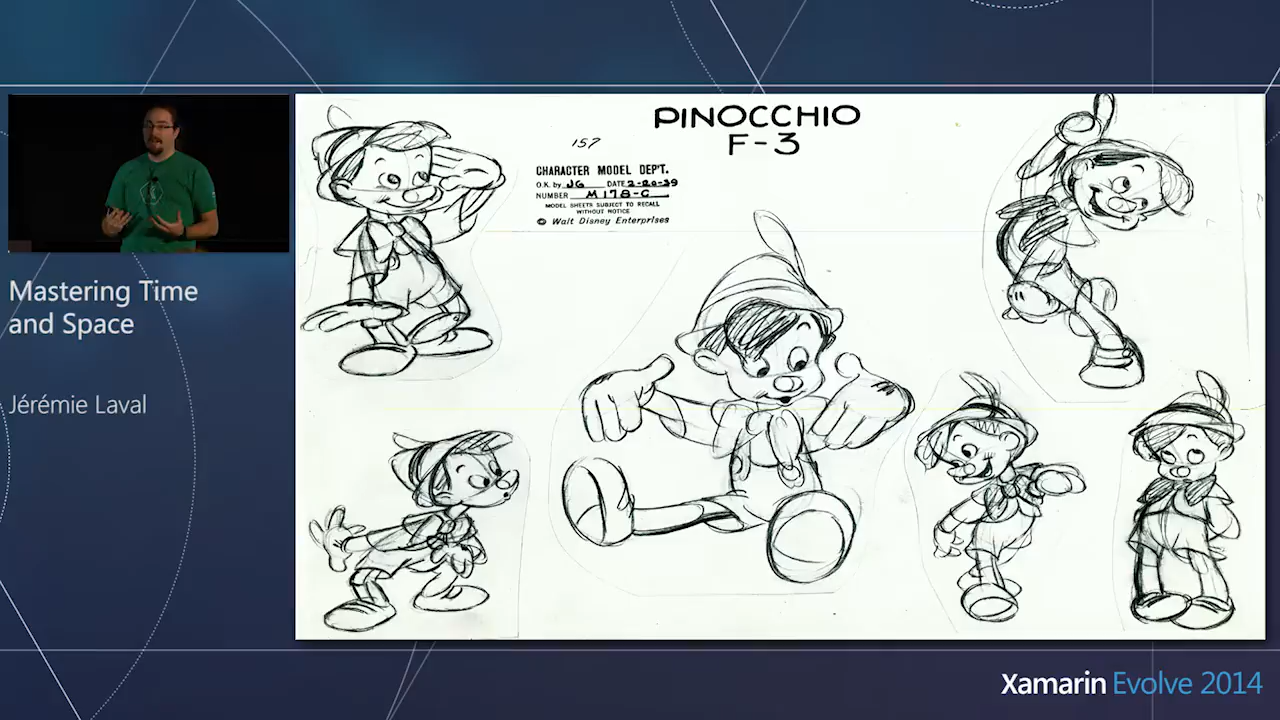 Mastering Time
and Space
Jérémie Laval
PINOCCHIO
F-3
157
CHARACTER MODEL DEP'T.
O.K. by JG DATE 2-20-39
NUMBER M178-C
MODEL SHEETS SUBJECT TO RECALL
WITHOUT NOTICE
© Walt Disney Enterprises
Xamarin Evolve 2014